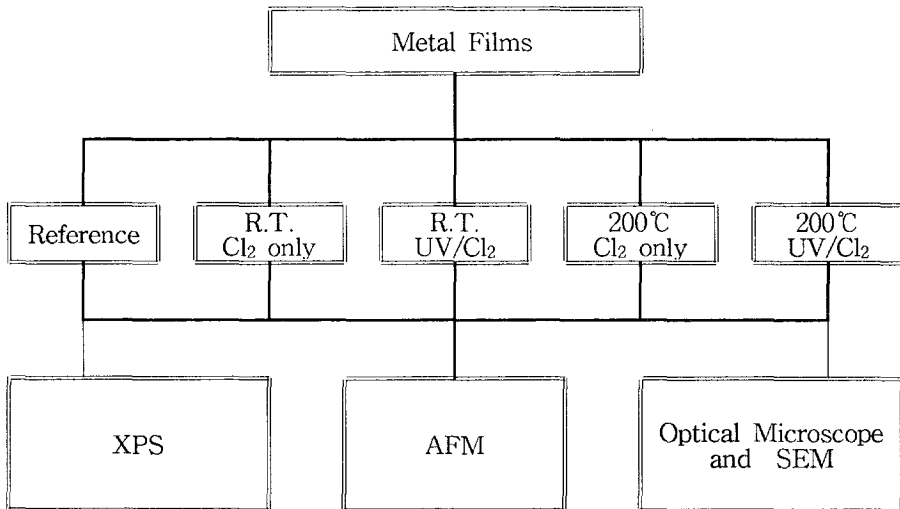 Metal Films
Reference
R.T.
Cl₂ only
R.T.
UV/Cl₂
200℃
Cl₂ only
200℃
UV/Cl₂
XPS
AFM
Optical Microscope
and SEM